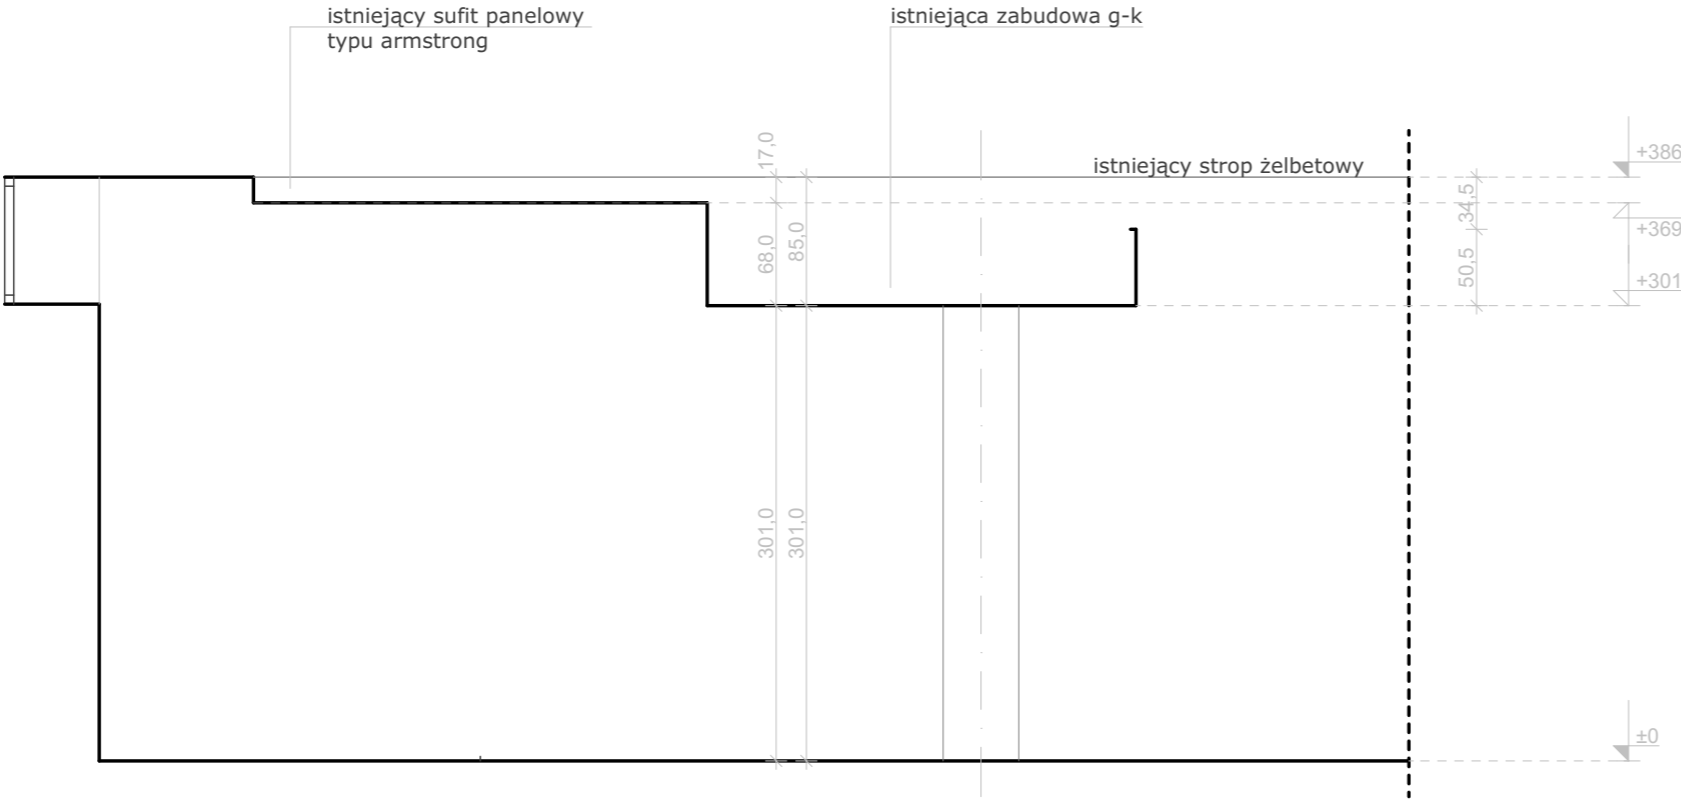 istniejący sufit panelowy
typu armstrong
istniejąca zabudowa g-k
istniejący strop żelbetowy
17,0
68,0
85,0
301,0
301,0
34,5
50,5
+386
+369
+301
±0